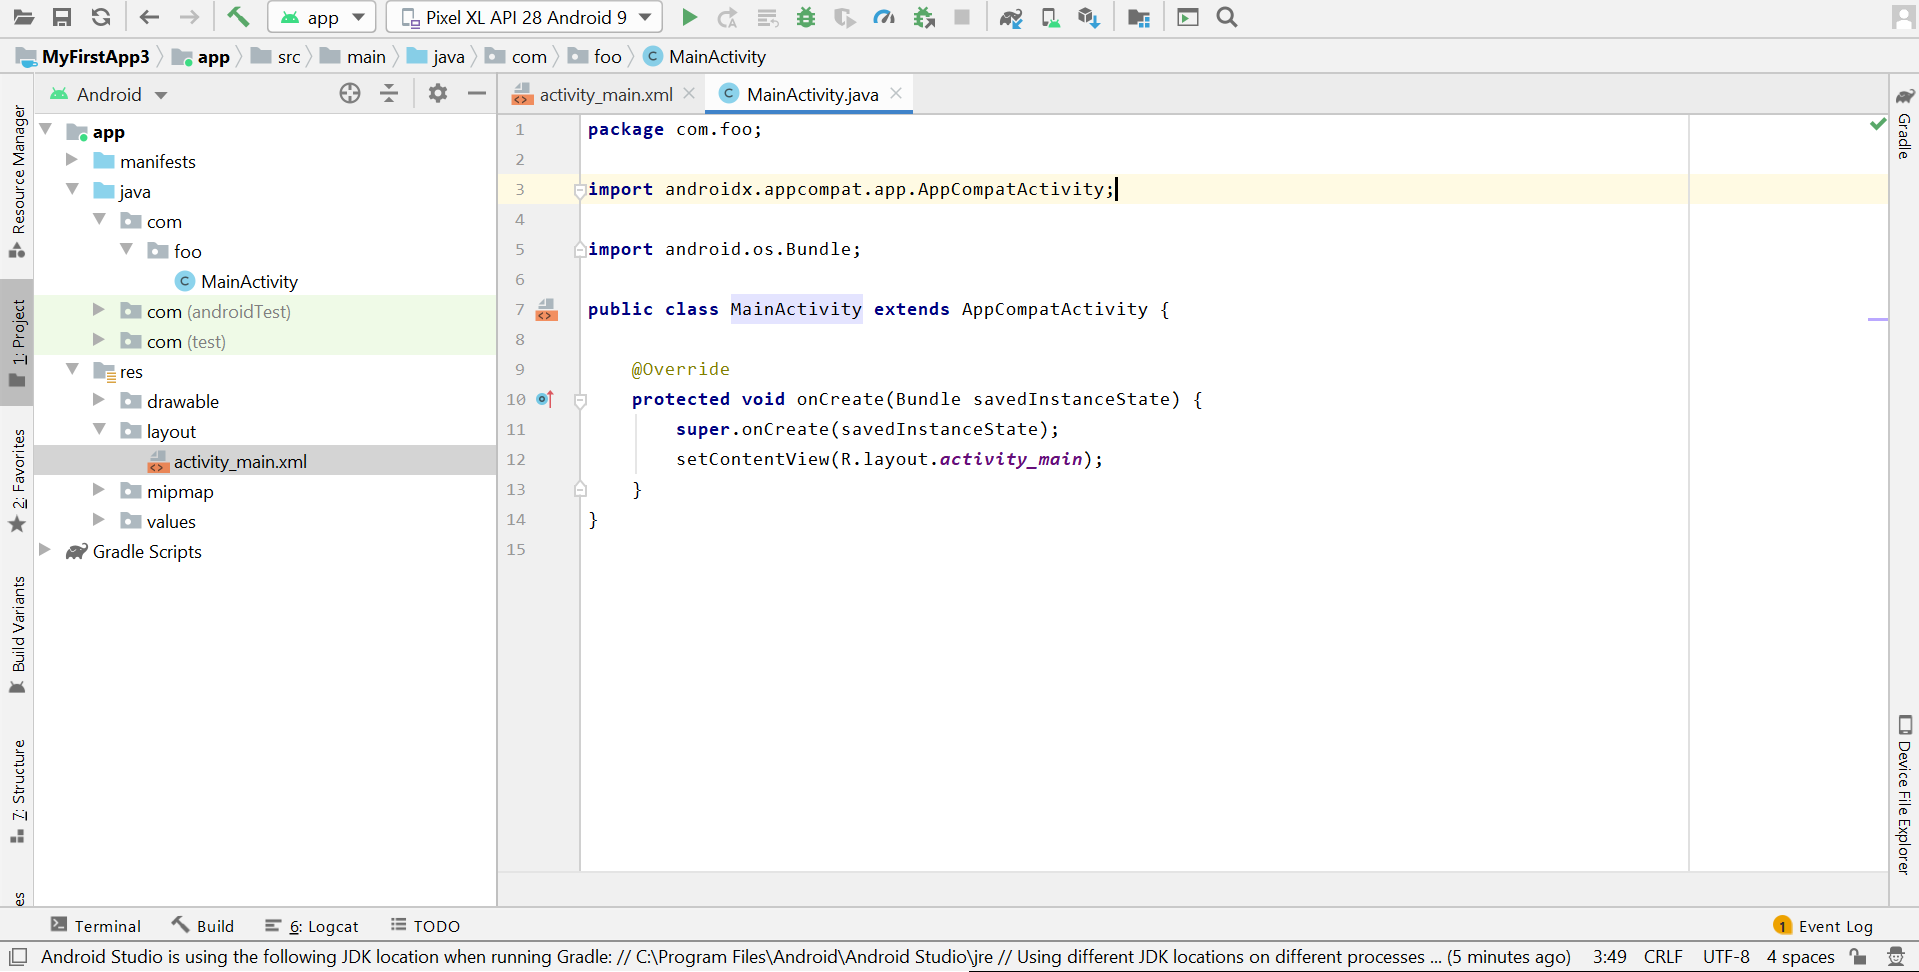 app
Pixel XL API 28 Android 9
MyFirstApp3
app
src
main
java
com
foo
MainActivity
Android
activity_main.xml
MainActivity.java
Resource Manager
1: Project
2: Favorites
Build Variants
7: Structure
es
app
manifests
java
com
foo
MainActivity
com (androidTest)
com (test)
res
drawable
layout
activity_main.xml
mipmap
values
Gradle Scripts
1 package com.foo;
2
3 import androidx.appcompat.app.AppCompatActivity;
4
5 import android.os.Bundle;
6
7 public class MainActivity extends AppCompatActivity {
8
9 @Override
10 protected void onCreate(Bundle savedInstanceState) {
11 super.onCreate(savedInstanceState);
12 setContentView(R.layout.activity_main);
13 }
14 }
15
Gradle
Device File Explorer
Terminal
Build
6: Logcat
TODO
1 Event Log
Android Studio is using the following JDK location when running Gradle: // C:\Program Files\Android\Android Studio\jre // Using different JDK locations on different processes ... (5 minutes ago)
3:49
CRLF
UTF-8
4 spaces